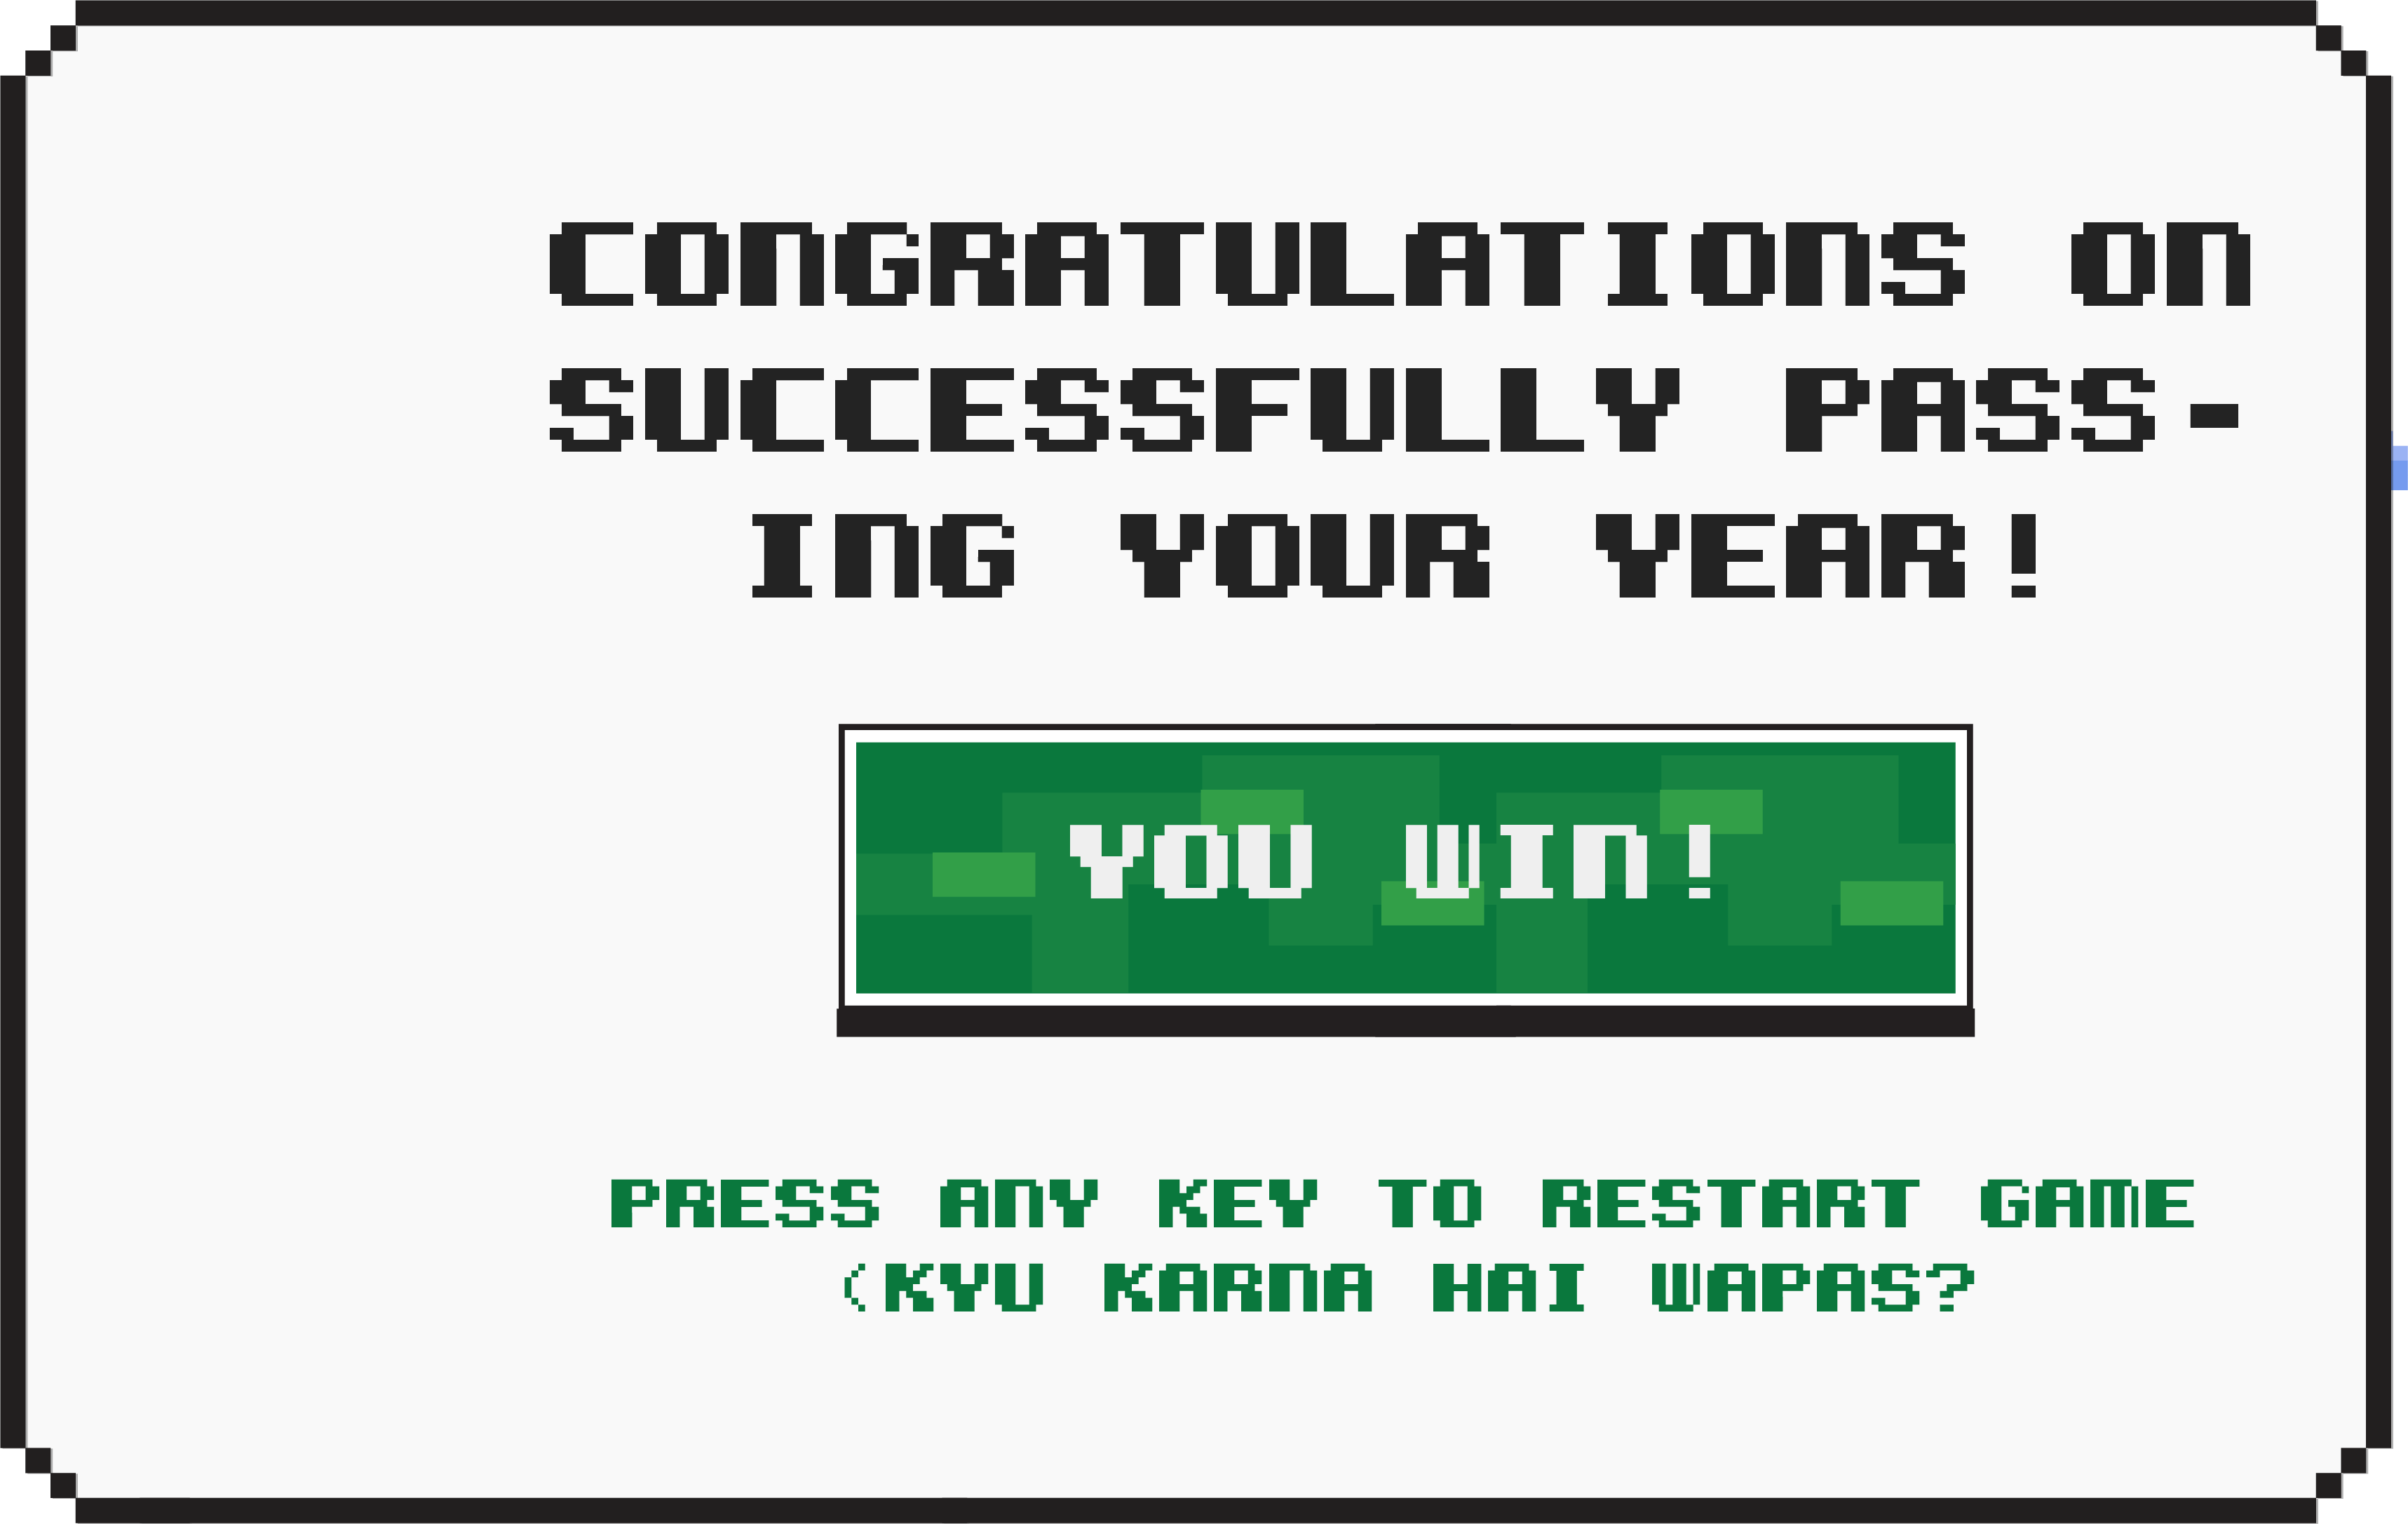 CONGRATULATIONS ON
SUCCESSFULLY PASS-
ING YOUR YEAR!
YOU WIN!
PRESS ANY KEY TO RESTART GAME
(KYU KARNA HAI WAPAS?